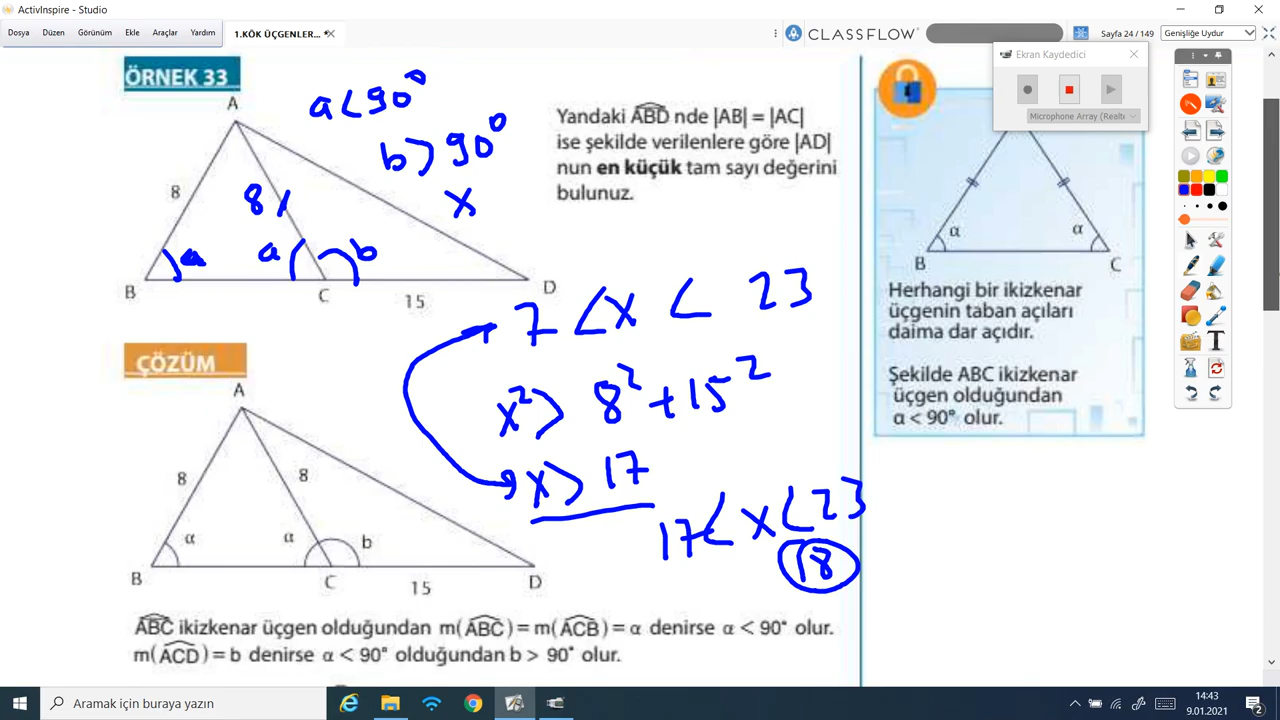 ActivInspire - Studio
Dosya Düzen Görünüm Ekle Araçlar Yardım
1.KÖK ÜÇGENLER...
CLASSFLOW
Sayfa 24 / 149
Genişliğe Uydur
Ekran Kaydedici
Microphone Array (Realte
ÖRNEK 33
A
8
8
x
a
a
b
B
C
15
D
a < 90°
b > 90°
Yandaki ABD nde |AB| = |AC|
ise şekilde verilenlere göre |AD|
nun en küçük tam sayı değerini
bulunuz.
7 < x < 23
x² > 8² + 15²
x > 17
17 < x < 23
18
ÇÖZÜM
A
8
8
α
α
b
B
C
15
D
ABC ikizkenar üçgen olduğundan m(ABC) = m(ACB) = α denirse α < 90° olur.
m(ACD) = b denirse α < 90° olduğundan b > 90° olur.
α
α
B
C
Herhangi bir ikizkenar
üçgenin taban açıları
daima dar açıdır.
Şekilde ABC ikizkenar
üçgen olduğundan
α < 90° olur.
T
Aramak için buraya yazın
14:43
9.01.2021
2